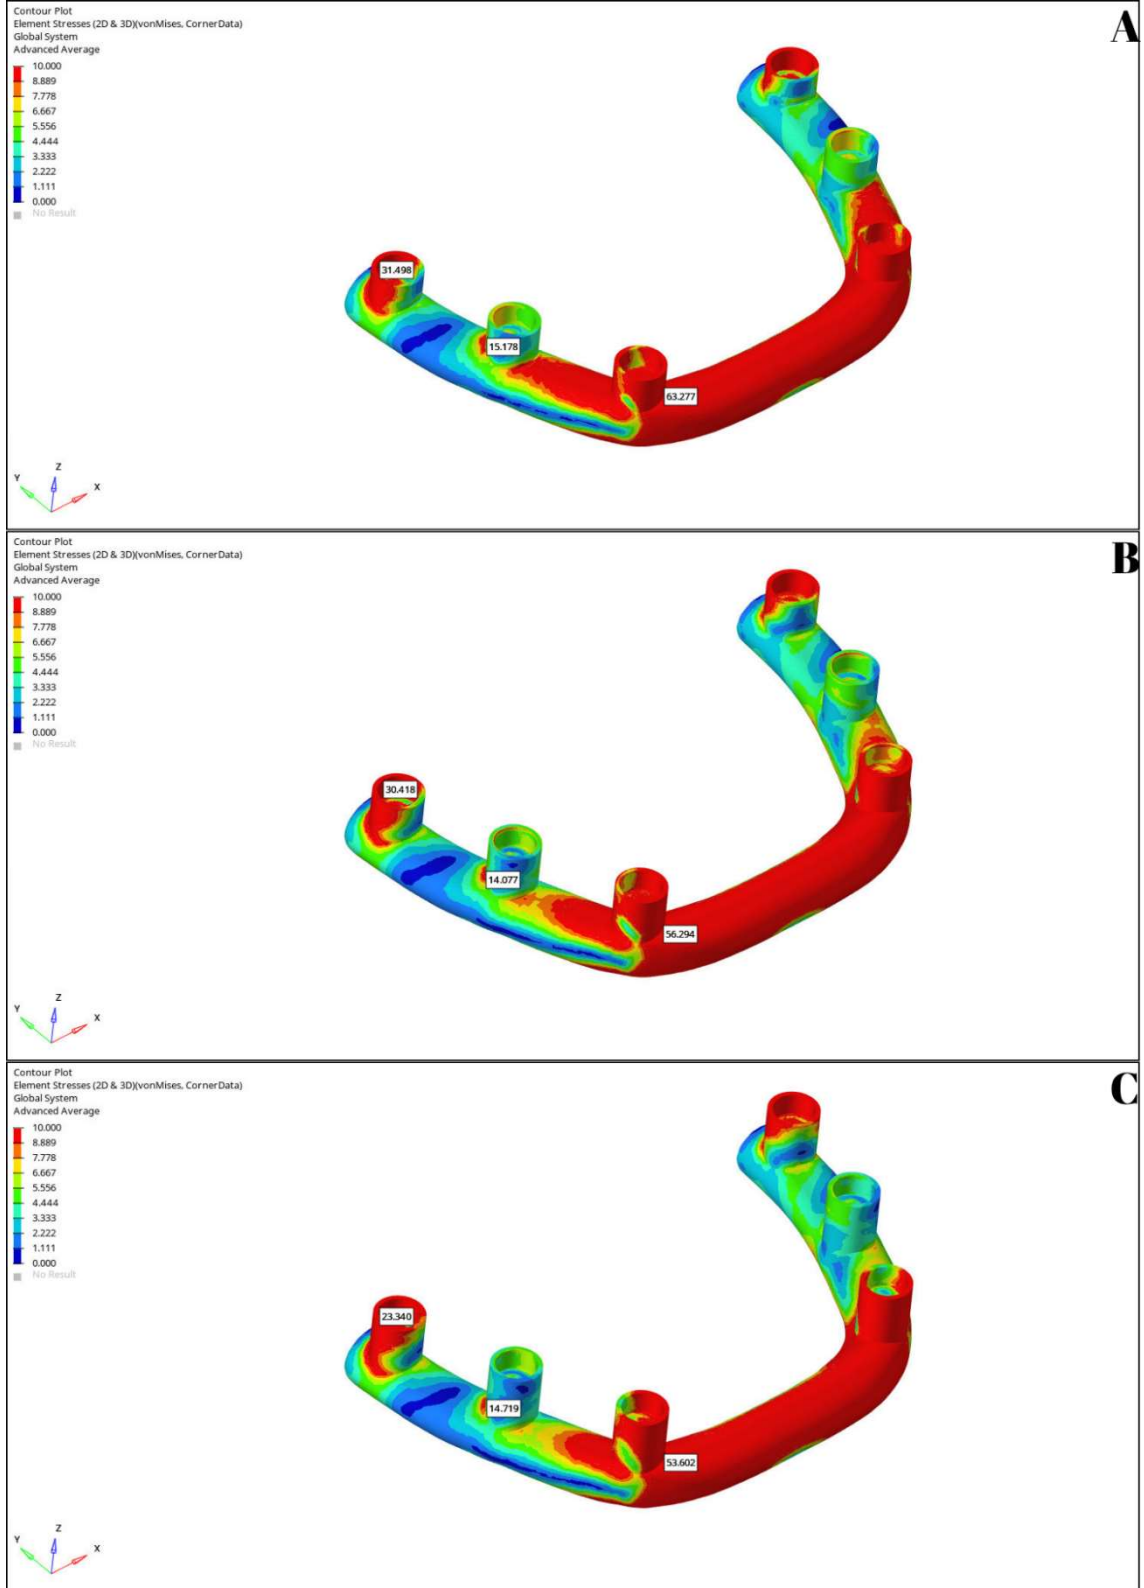 Contour Plot
Element Stresses (2D & 3D)(vonMises, CornerData)
Global System
Advanced Average
10.000
8.889
7.778
6.667
5.556
4.444
3.333
2.222
1.111
0.000
No Result
A
31.498
15.178
63.277
Y
Z
X
Contour Plot
Element Stresses (2D & 3D)(vonMises, CornerData)
Global System
Advanced Average
10.000
8.889
7.778
6.667
5.556
4.444
3.333
2.222
1.111
0.000
No Result
B
30.418
14.077
56.294
Y
Z
X
Contour Plot
Element Stresses (2D & 3D)(vonMises, CornerData)
Global System
Advanced Average
10.000
8.889
7.778
6.667
5.556
4.444
3.333
2.222
1.111
0.000
No Result
C
23.340
14.719
53.602
Y
Z
X